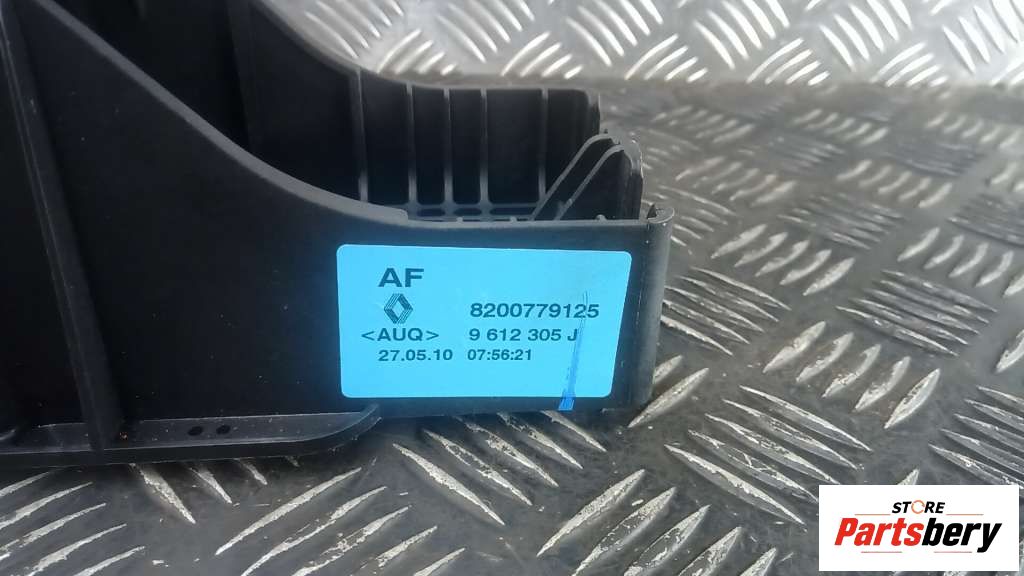 AF
8200779125
<AUQ> 9 612 305 J
27.05.10 07:56:21
STORE
Partsbery